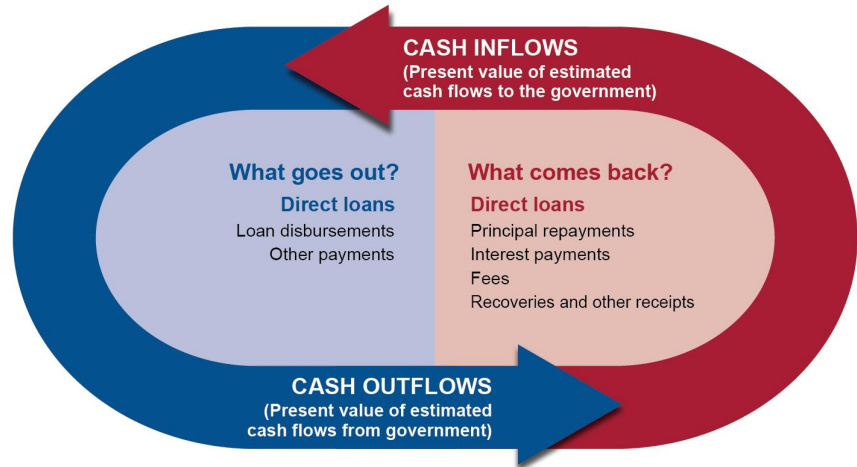 CASH INFLOWS
(Present value of estimated
cash flows to the government)
What goes out?
Direct loans
Loan disbursements
Other payments
What comes back?
Direct loans
Principal repayments
Interest payments
Fees
Recoveries and other receipts
CASH OUTFLOWS
(Present value of estimated
cash flows from government)